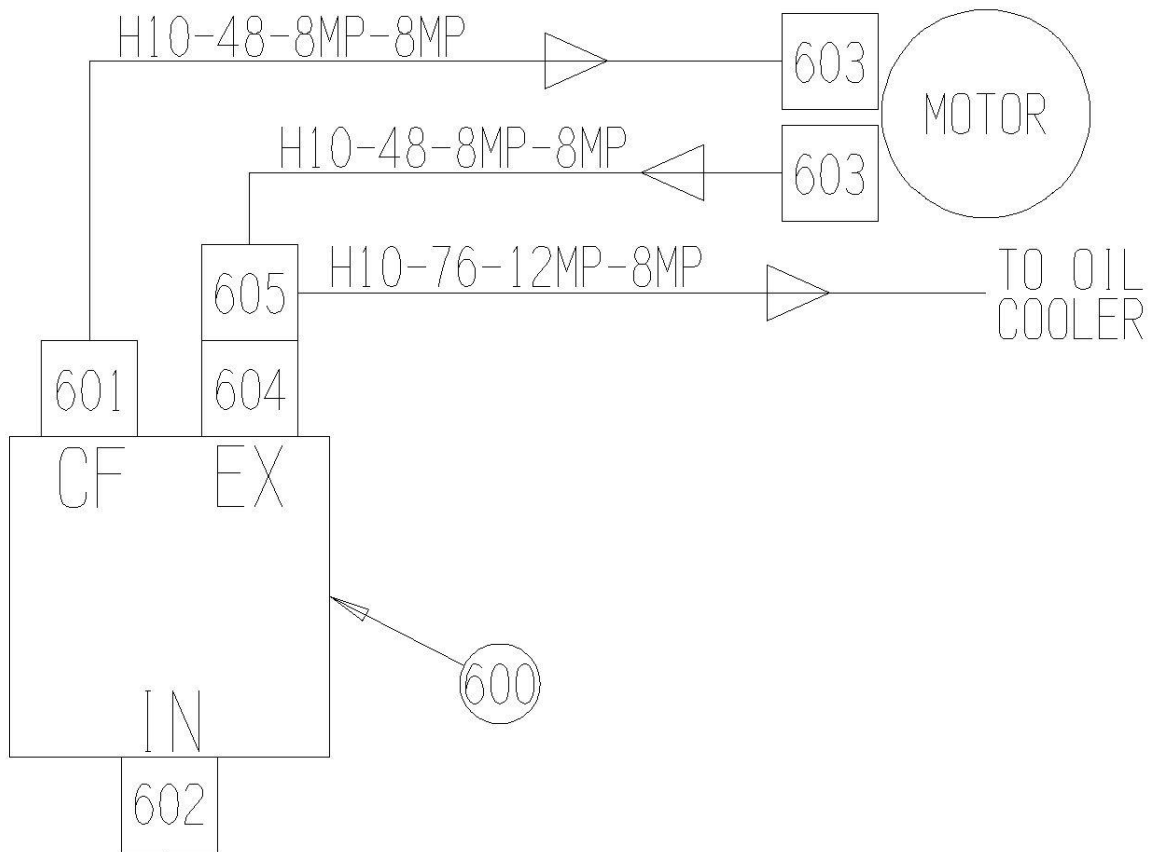 H10-48-8MP-8MP
603
MOTOR
H10-48-8MP-8MP
603
605
H10-76-12MP-8MP
TO OIL
COOLER
601
604
CF
EX
600
IN
602